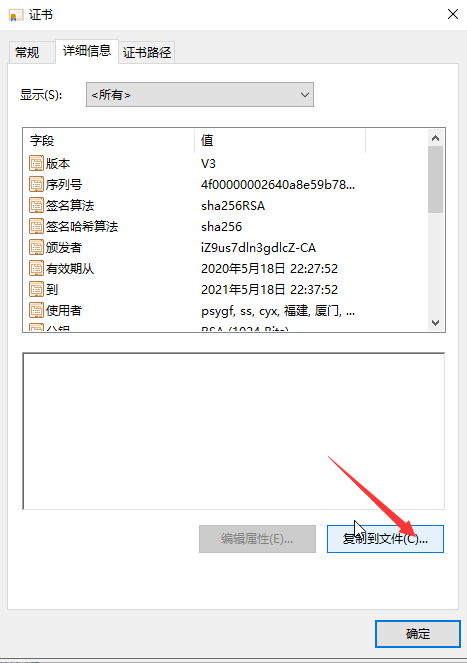 证书
常规 详细信息 证书路径
显示(S): <所有>
字段 值
版本 V3
序列号 4f00000002640a8e59b78...
签名算法 sha256RSA
签名哈希算法 sha256
颁发者 iZ9us7dln3gdlcZ-CA
有效期从 2020年5月18日 22:27:52
到 2021年5月18日 22:37:52
使用者 psygf, ss, cyx, 福建, 厦门, ...
公钥 RSA (1024 Bits)
编辑属性(E)... 复制到文件(C)...
确定